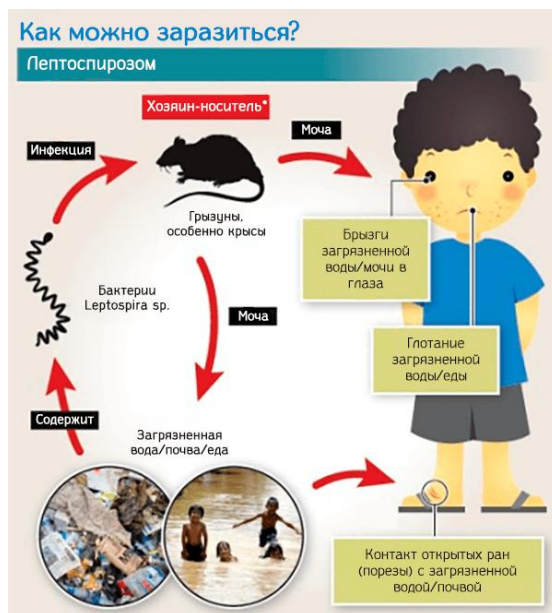 Как можно заразиться?
Лептоспирозом
Хозяин-носитель*
Моча
Инфекция
Грызуны,
особенно крысы
Брызги
загрязненной
воды/мочи в
глаза
Бактерии
Leptospira sp.
Моча
Глотание
загрязненной
воды/еды
Содержит
Загрязненная
вода/почва/еда
Контакт открытых ран
(порезы) с загрязненной
водой/почвой